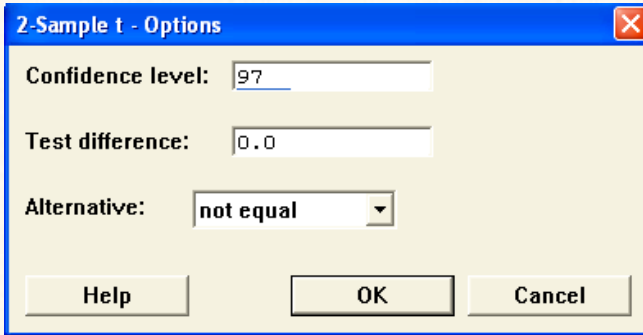 2-Sample t - Options
Confidence level: 97
Test difference: 0.0
Alternative: not equal
Help OK Cancel